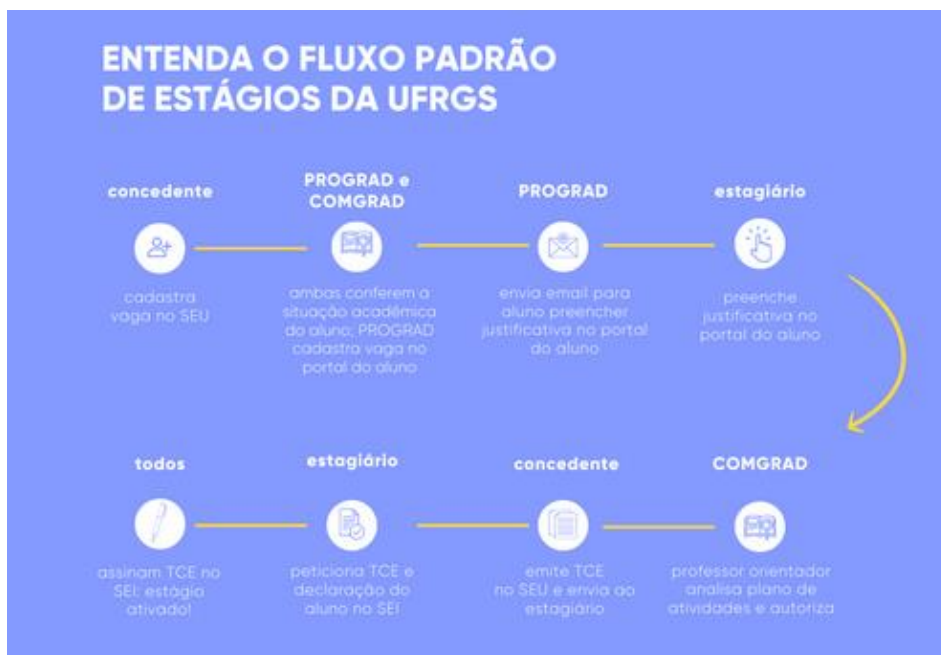 ENTENDA O FLUXO PADRÃO
DE ESTÁGIOS DA UFRGS
concedente
cadastra
vaga no SEU
PROGRAD e
COMGRAD
ambas conferem a
situação acadêmica
do aluno; PROGRAD
cadastra vaga no
portal do aluno
PROGRAD
envia email para
aluno preencher
justificativa no portal
do aluno
estagiário
preenche
justificativa no
portal do aluno
COMGRAD
professor orientador
analisa plano de
atividades e autoriza
concedente
emite TCE
no SEU e envia ao
estagiário
estagiário
peticiona TCE e
declaração do
aluno no SEI
todos
assinam TCE no
SEI: estágio
ativado!